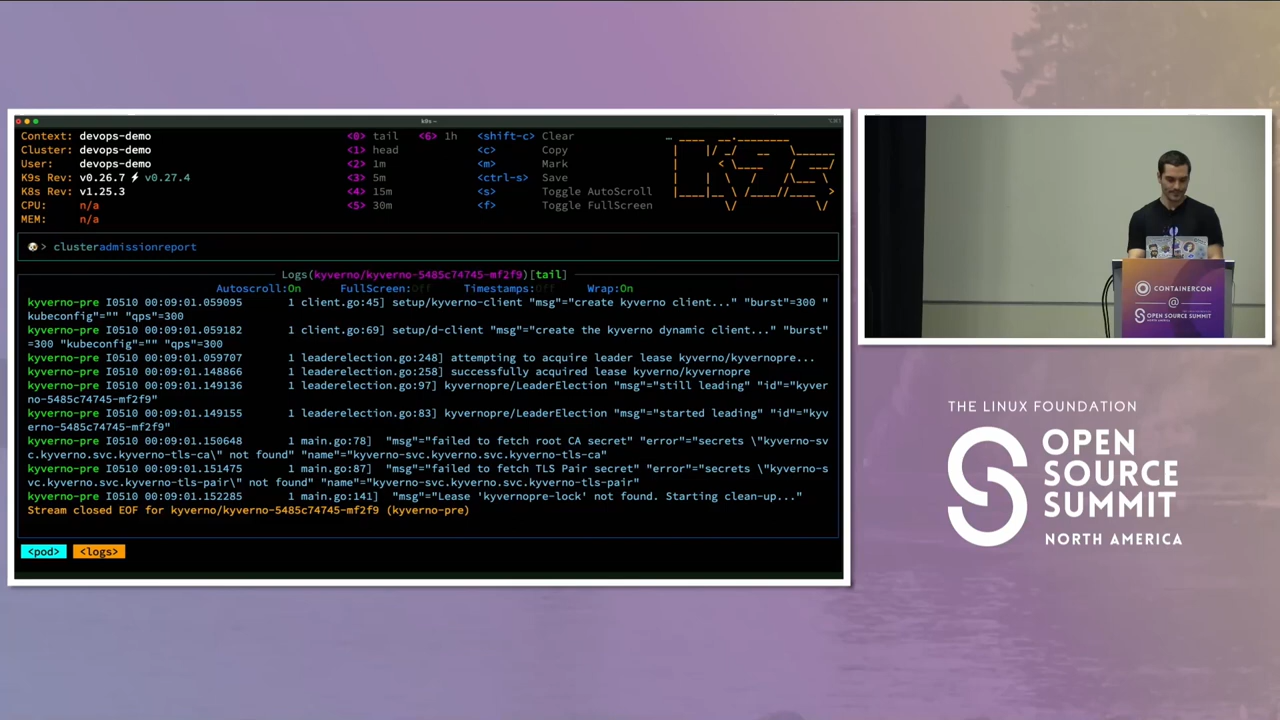 k9s
Context: devops-demo
Cluster: devops-demo
User: devops-demo
K9s Rev: v0.26.7 ⚡ v0.27.4
K8s Rev: v1.25.3
CPU: n/a
MEM: n/a
<0> tail
<1> head
<2> 1m
<3> 5m
<4> 15m
<5> 30m
<6> 1h
<shift-c> Clear
<c> Copy
<m> Mark
<ctrl-s> Save
<s> Toggle AutoScroll
<f> Toggle FullScreen
K9s
> clusteradmissionreport
Logs(kyverno/kyverno-5485c74745-mf2f9)[tail]
Autoscroll:On FullScreen:Off Timestamps:Off Wrap:On
kyverno-pre I0510 00:09:01.059095 1 client.go:45] setup/kyverno-client "msg"="create kyverno client..." "burst"=300 "
kubeconfig"="" "qps"=300
kyverno-pre I0510 00:09:01.059182 1 client.go:69] setup/d-client "msg"="create the kyverno dynamic client..." "burst"
=300 "kubeconfig"="" "qps"=300
kyverno-pre I0510 00:09:01.059707 1 leaderelection.go:248] attempting to acquire leader lease kyverno/kyvernopre...
kyverno-pre I0510 00:09:01.148866 1 leaderelection.go:258] successfully acquired lease kyverno/kyvernopre
kyverno-pre I0510 00:09:01.149136 1 leaderelection.go:97] kyvernopre/LeaderElection "msg"="still leading" "id"="kyver
no-5485c74745-mf2f9"
kyverno-pre I0510 00:09:01.149155 1 leaderelection.go:83] kyvernopre/LeaderElection "msg"="started leading" "id"="kyv
erno-5485c74745-mf2f9"
kyverno-pre I0510 00:09:01.150648 1 main.go:78] "msg"="failed to fetch root CA secret" "error"="secrets \"kyverno-sv
c.kyverno.svc.kyverno-tls-ca\" not found" "name"="kyverno-svc.kyverno.svc.kyverno-tls-ca"
kyverno-pre I0510 00:09:01.151475 1 main.go:87] "msg"="failed to fetch TLS Pair secret" "error"="secrets \"kyverno-s
vc.kyverno.svc.kyverno-tls-pair\" not found" "name"="kyverno-svc.kyverno.svc.kyverno-tls-pair"
kyverno-pre I0510 00:09:01.152285 1 main.go:141] "msg"="Lease 'kyvernopre-lock' not found. Starting clean-up..."
Stream closed EOF for kyverno/kyverno-5485c74745-mf2f9 (kyverno-pre)
<pod> <logs>
CONTAINERCON
@
OPEN SOURCE SUMMIT
THE LINUX FOUNDATION
OPEN
SOURCE
SUMMIT
NORTH AMERICA